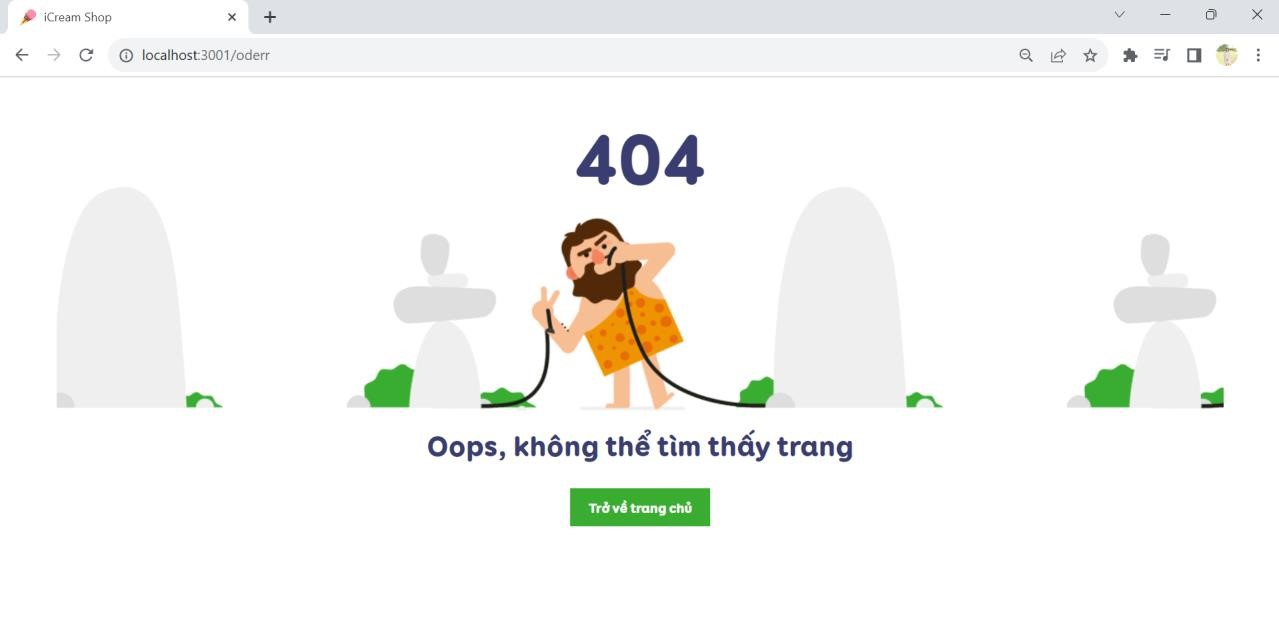 iCream Shop
localhost:3001/oderr
404
Oops, không thể tìm thấy trang
Trở về trang chủ